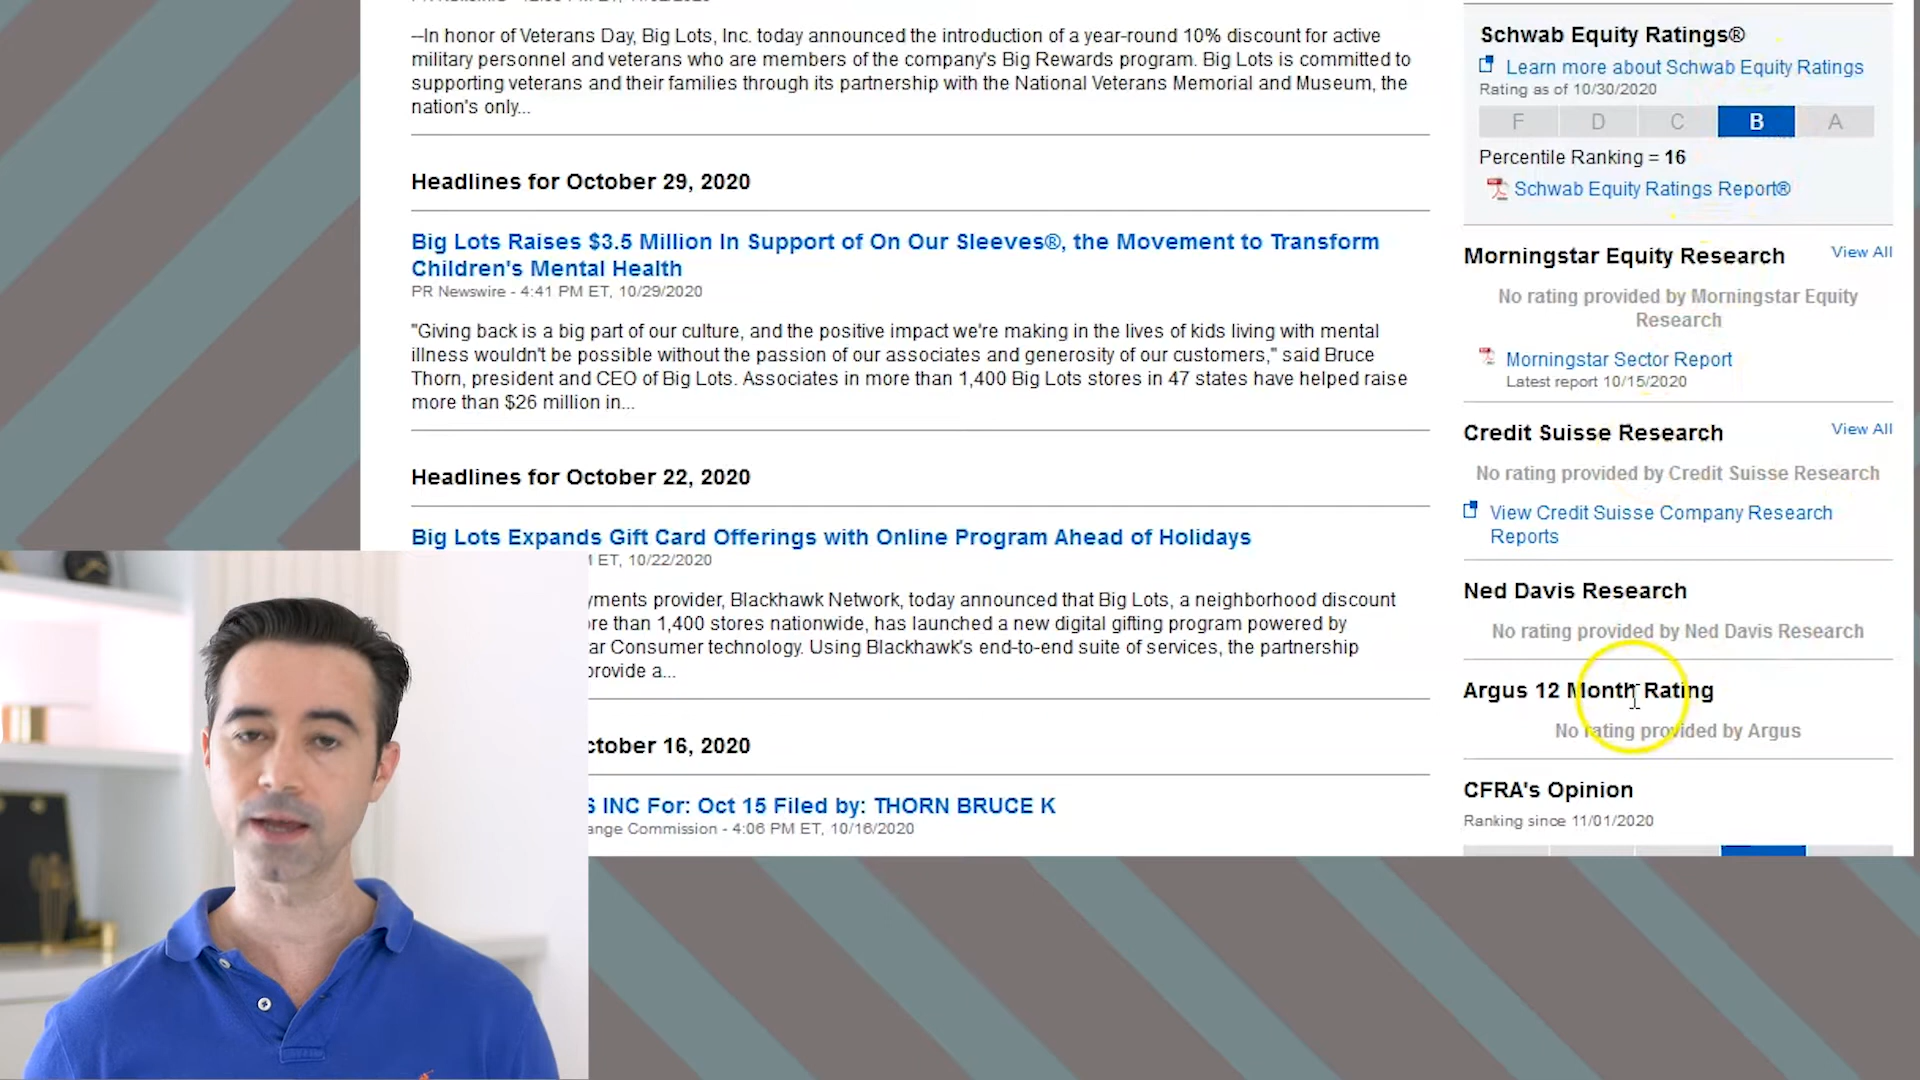 --In honor of Veterans Day, Big Lots, Inc. today announced the introduction of a year-round 10% discount for active
military personnel and veterans who are members of the company's Big Rewards program. Big Lots is committed to
supporting veterans and their families through its partnership with the National Veterans Memorial and Museum, the
nation's only...
Headlines for October 29, 2020
Big Lots Raises $3.5 Million In Support of On Our Sleeves®, the Movement to Transform
Children's Mental Health
PR Newswire - 4:41 PM ET, 10/29/2020
"Giving back is a big part of our culture, and the positive impact we're making in the lives of kids living with mental
illness wouldn't be possible without the passion of our associates and generosity of our customers," said Bruce
Thorn, president and CEO of Big Lots. Associates in more than 1,400 Big Lots stores in 47 states have helped raise
more than $26 million in...
Headlines for October 22, 2020
Big Lots Expands Gift Card Offerings with Online Program Ahead of Holidays
ET, 10/22/2020
yments provider, Blackhawk Network, today announced that Big Lots, a neighborhood discount
re than 1,400 stores nationwide, has launched a new digital gifting program powered by
ar Consumer technology. Using Blackhawk's end-to-end suite of services, the partnership
provide a...
ctober 16, 2020
S INC For: Oct 15 Filed by: THORN BRUCE K
ange Commission - 4:06 PM ET, 10/16/2020
Schwab Equity Ratings®
Learn more about Schwab Equity Ratings
Rating as of 10/30/2020
F D C B A
Percentile Ranking = 16
Schwab Equity Ratings Report®
Morningstar Equity Research View All
No rating provided by Morningstar Equity
Research
Morningstar Sector Report
Latest report 10/15/2020
Credit Suisse Research View All
No rating provided by Credit Suisse Research
View Credit Suisse Company Research
Reports
Ned Davis Research
No rating provided by Ned Davis Research
Argus 12 Month Rating
No rating provided by Argus
CFRA's Opinion
Ranking since 11/01/2020